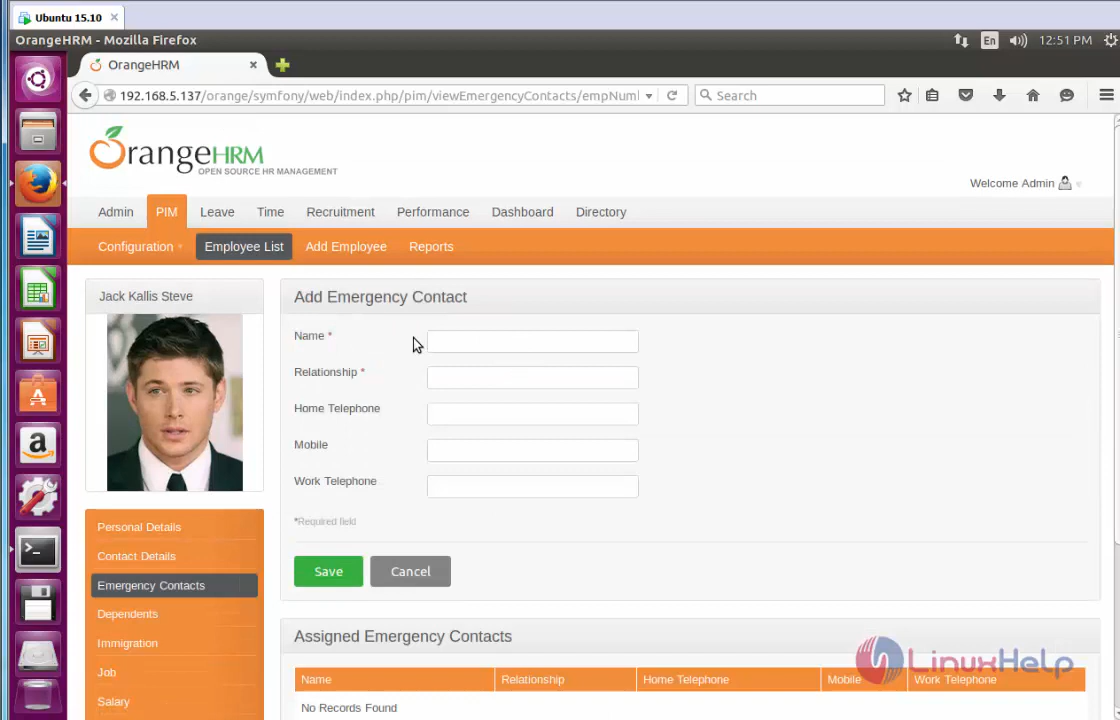 Ubuntu 15.10
OrangeHRM - Mozilla Firefox
En
12:51 PM
OrangeHRM
192.168.5.137/orange/symfony/web/index.php/pim/viewEmergencyContacts/empNuml
Search
OrangeHRM
OPEN SOURCE HR MANAGEMENT
Welcome Admin
Admin PIM Leave Time Recruitment Performance Dashboard Directory
Configuration Employee List Add Employee Reports
Jack Kallis Steve
Add Emergency Contact
Name *
Relationship *
Home Telephone
Mobile
Work Telephone
*Required field
Save Cancel
Personal Details
Contact Details
Emergency Contacts
Dependents
Immigration
Job
Salary
Assigned Emergency Contacts
Name Relationship Home Telephone Mobile Work Telephone
No Records Found
LinuxHelp